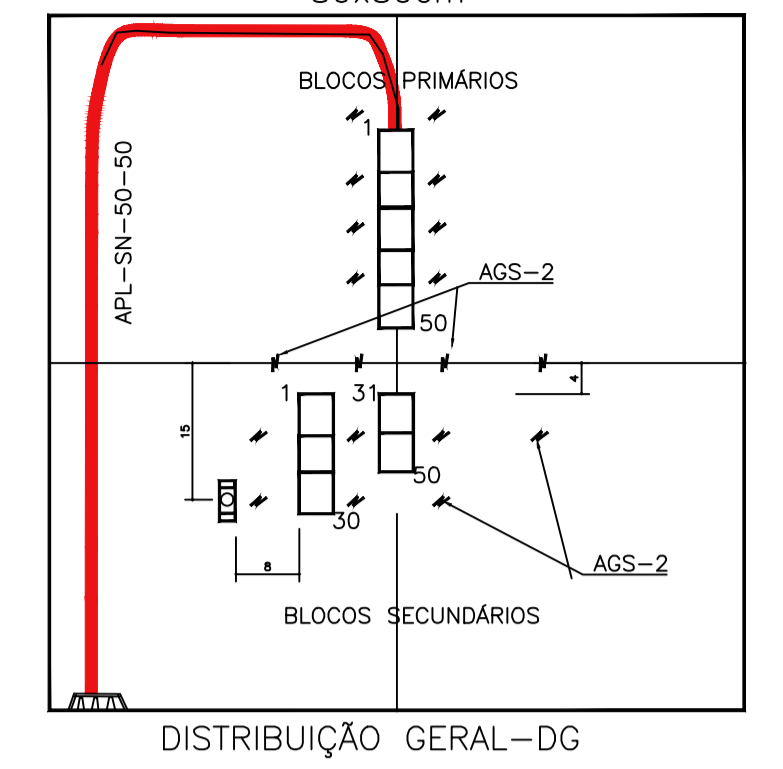 BLOCOS PRIMÁRIOS
1
APL-SN-50-50
AGS-2
50
4
1
31
15
50
30
8
AGS-2
BLOCOS SECUNDÁRIOS
DISTRIBUIÇÃO GERAL-DG